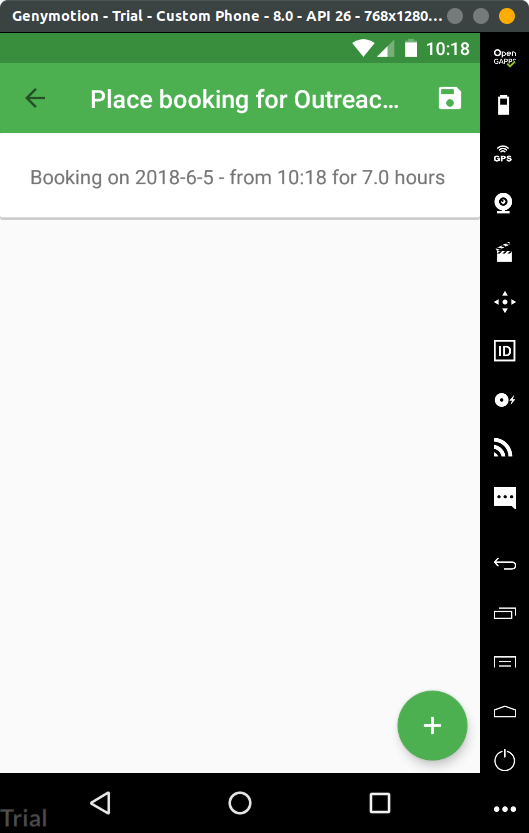 Genymotion - Trial - Custom Phone - 8.0 - API 26 - 768x1280...
10:18
Open
GAPPS
Place booking for Outreac...
GPS
Booking on 2018-6-5 - from 10:18 for 7.0 hours
ID
Trial